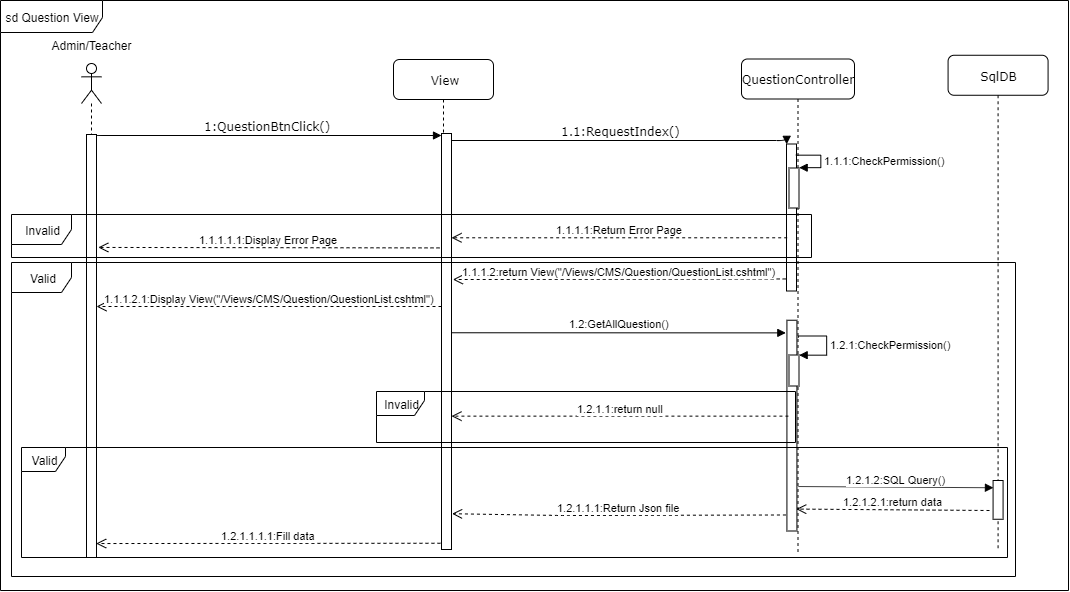 sd Question View
Admin/Teacher
View
QuestionController
SqlDB
1:QuestionBtnClick()
1.1:RequestIndex()
1.1.1:CheckPermission()
Invalid
1.1.1.1:Return Error Page
1.1.1.1.1:Display Error Page
Valid
1.1.1.2:return View("/Views/CMS/Question/QuestionList.cshtml")
1.1.1.2.1:Display View("/Views/CMS/Question/QuestionList.cshtml")
1.2:GetAllQuestion()
1.2.1:CheckPermission()
Invalid
1.2.1.1:return null
Valid
1.2.1.2:SQL Query()
1.2.1.2.1:return data
1.2.1.1.1:Return Json file
1.2.1.1.1.1:Fill data